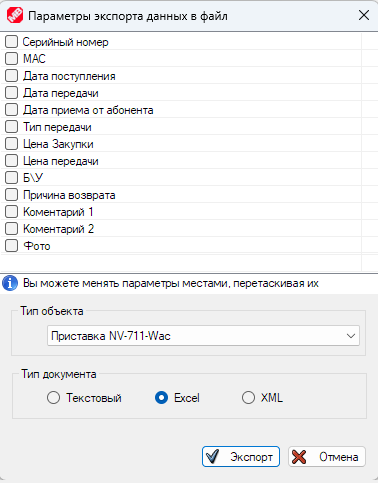 Параметры экспорта данных в файл
Серийный номер
MAC
Дата поступления
Дата передачи
Дата приема от абонента
Тип передачи
Цена Закупки
Цена передачи
Б\У
Причина возврата
Коментарий 1
Коментарий 2
Фото
Вы можете менять параметры местами, перетаскивая их
Тип объекта
Приставка NV-711-Wac
Тип документа
Текстовый Excel XML
Экспорт Отмена